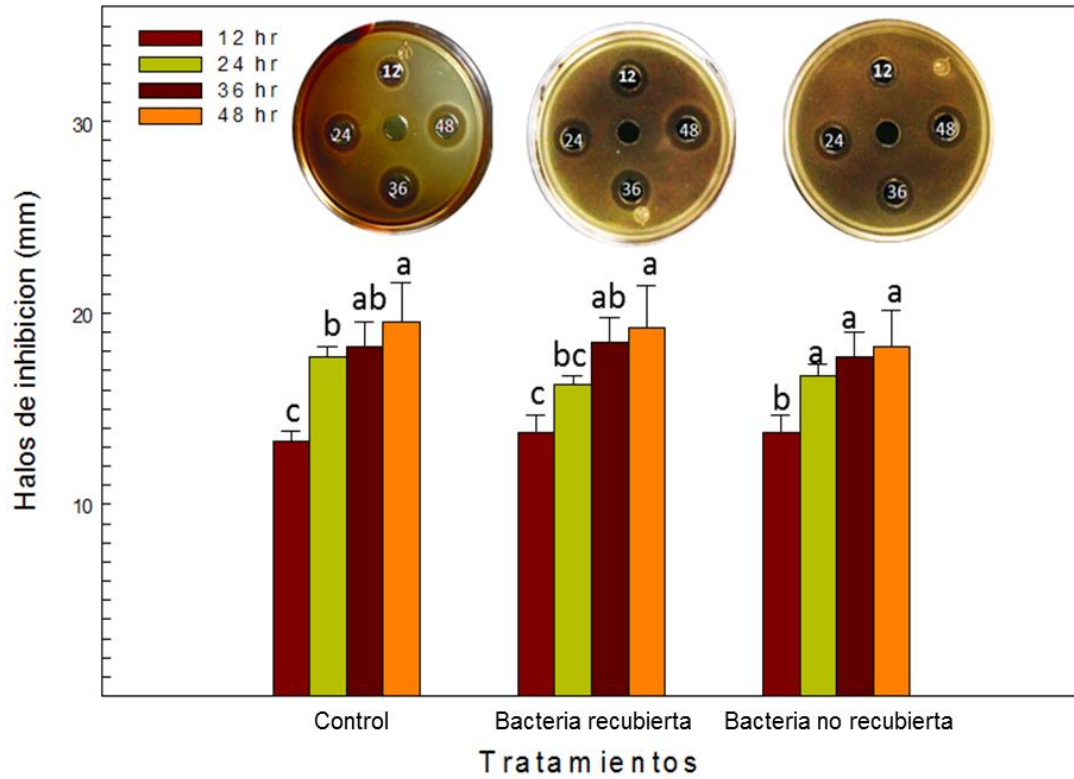 12 hr
24 hr
36 hr
48 hr
12
24
48
36
12
24
48
36
12
24
48
36
Halos de inhibicion (mm)
30
20
10
c
b
ab
a
c
bc
ab
a
b
a
a
a
Control
Bacteria recubierta
Bacteria no recubierta
Tratamientos